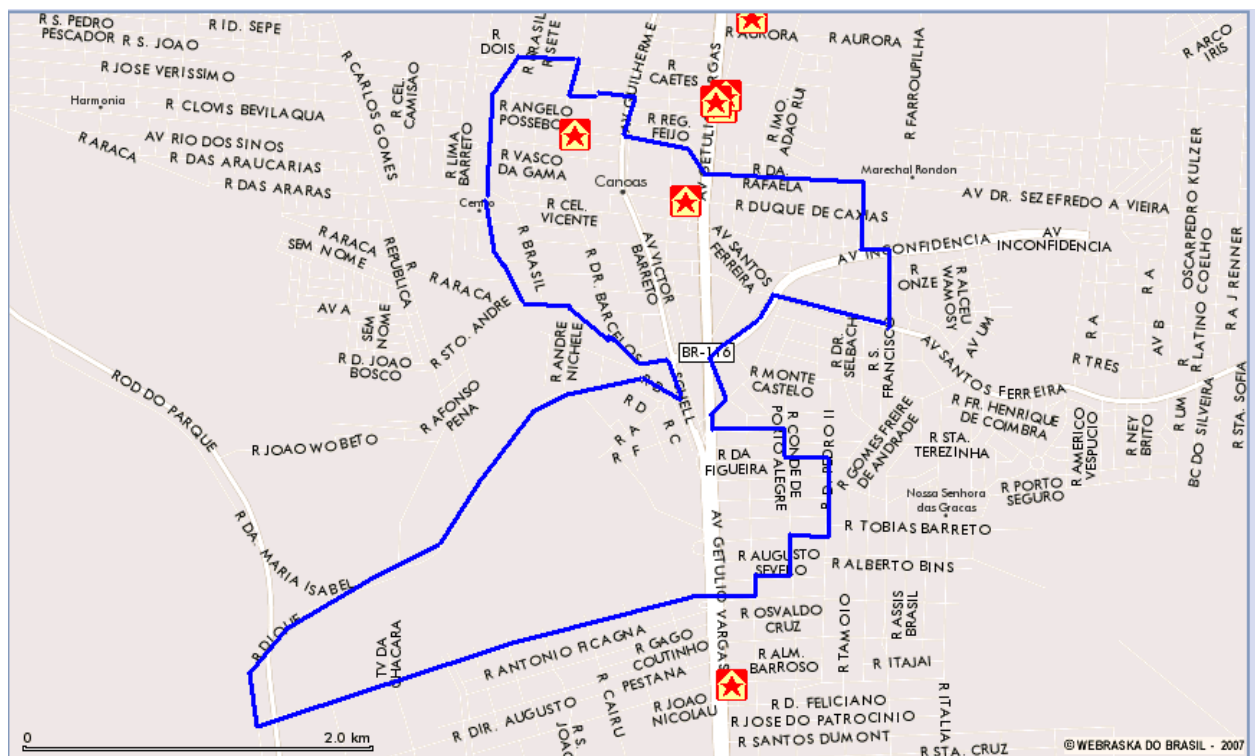 R S. PEDRO
PESCADOR
R ID. SEPE
R S. JOAO
R JOSE VERISSIMO
Harmonia
R CLOVIS BEVILAQUA
AV RIO DOS SINOS
R ARACA
R DAS ARAUCARIAS
R DAS ARARAS
R CARLOS GOMES
R CEL.
CAMISAO
R LIMA
BARRETO
R
DOIS
R BRASIL
R SETE
R ANGELO
POSSEBO
R VASCO
DA GAMA
R CEL.
VICENTE
Canoas
AV GUILHERME
R
CAETES
R REG.
FEIJO
R AURORA
R AURORA
R IMO.
ADAO RUI
R FARROUPILHA
R ARCO
IRIS
R DA.
RAFAELA
Marechal Rondon
R DUQUE DE CAXIAS
AV DR. SEZEFREDO A VIEIRA
AV INCONFIDENCIA
AV
INCONFIDENCIA
OSCARPEDRO KULZER
R LATINO COELHO
R A J RENNER
R A
AV B
R A
R TRES
R
ONZE
R ALCEU
WAMOSY
AV UM
R DR.
SELBACH
R S.
FRANCISCO
AV SANTOS
FERREIRA
AV SANTOS FERREIRA
AV VICTOR
BARRETO
R DR. BARCELOS
R BRASIL
R ARACA
SEM NOME
R
REPUBLICA
R ARACA
AV A
SEM
NOME
R D. JOAO
BOSCO
R STO. ANDRE
R ANDRE
NICHELE
R AFONSO
PENA
R JOAO WOBETO
ROD DO PARQUE
BR-116
R MONTE
CASTELO
R D
R C
R DA
FIGUEIRA
R CONDE DE
PORTO ALEGRE
R D. PEDRO II
R GOMES FREIRE
DE ANDRADE
R FR. HENRIQUE
DE COIMBRA
R STA.
TEREZINHA
R AMERICO
VESPUCIO
R NEY
BRITO
R UM
R
BC DO SILVEIRA
R STA. SOFIA
R PORTO
SEGURO
Nossa Senhora
das Gracas
R TOBIAS BARRETO
R ALBERTO BINS
R AUGUSTO
SEVERO
R DA. MARIA ISABEL
R DIQUE
TV DA
CHACARA
R ANTONIO FICAGNA
R GAGO
COUTINHO
PESTANA
AV GETULIO VARGAS
R OSVALDO
CRUZ
R ALM.
BARROSO
R TAMOIO
R ASSIS
BRASIL
R ITAJAI
R ITALIA
R DIR. AUGUSTO
R CAIRU
R JOAO
NICOLAU
R D. FELICIANO
R JOSE DO PATROCINIO
R SANTOS DUMONT
R STA. CRUZ
0
2.0 km
© WEBRASKA DO BRASIL - 2007